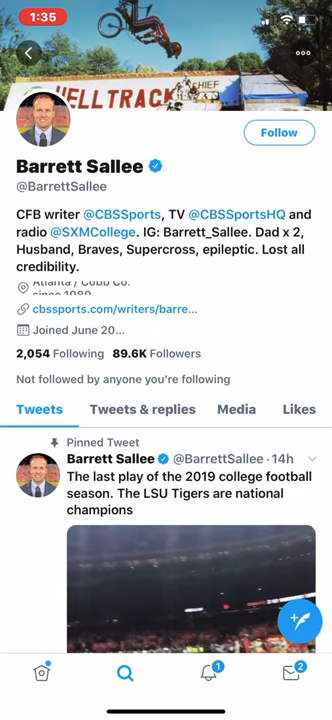 1:35
HELLTRACK
CHIEF
Follow
Barrett Sallee
@BarrettSallee
CFB writer @CBSSports, TV @CBSSportsHQ and
radio @SXMCollege. IG: Barrett_Sallee. Dad x 2,
Husband, Braves, Supercross, epileptic. Lost all
credibility.
Atlanta / Cobb Co.
since 1980
cbssports.com/writers/barre...
Joined June 20...
2,054 Following 89.6K Followers
Not followed by anyone you're following
Tweets Tweets & replies Media Likes
Pinned Tweet
Barrett Sallee @BarrettSallee · 14h
The last play of the 2019 college football
season. The LSU Tigers are national
champions
1
2